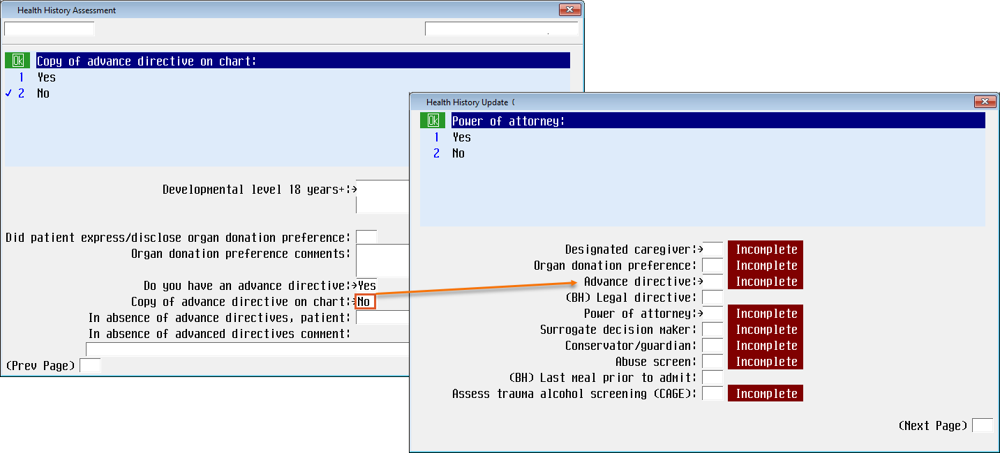 Health History Assessment
Ok Copy of advance directive on chart:
1 Yes
✓ 2 No
Developmental level 18 years+:→
Did patient express/disclose organ donation preference:
Organ donation preference comments:
Do you have an advance directive:→Yes
Copy of advance directive on chart:→No
In absence of advance directives, patient:
In absence of advanced directives comment:
(Prev Page)
Health History Update (
Ok Power of attorney:
1 Yes
2 No
Designated caregiver:→ Incomplete
Organ donation preference: Incomplete
Advance directive:→ Incomplete
(BH) Legal directive:
Power of attorney:→ Incomplete
Surrogate decision maker: Incomplete
Conservator/guardian: Incomplete
Abuse screen: Incomplete
(BH) Last meal prior to admit:
Assess trauma alcohol screening (CAGE): Incomplete
(Next Page)